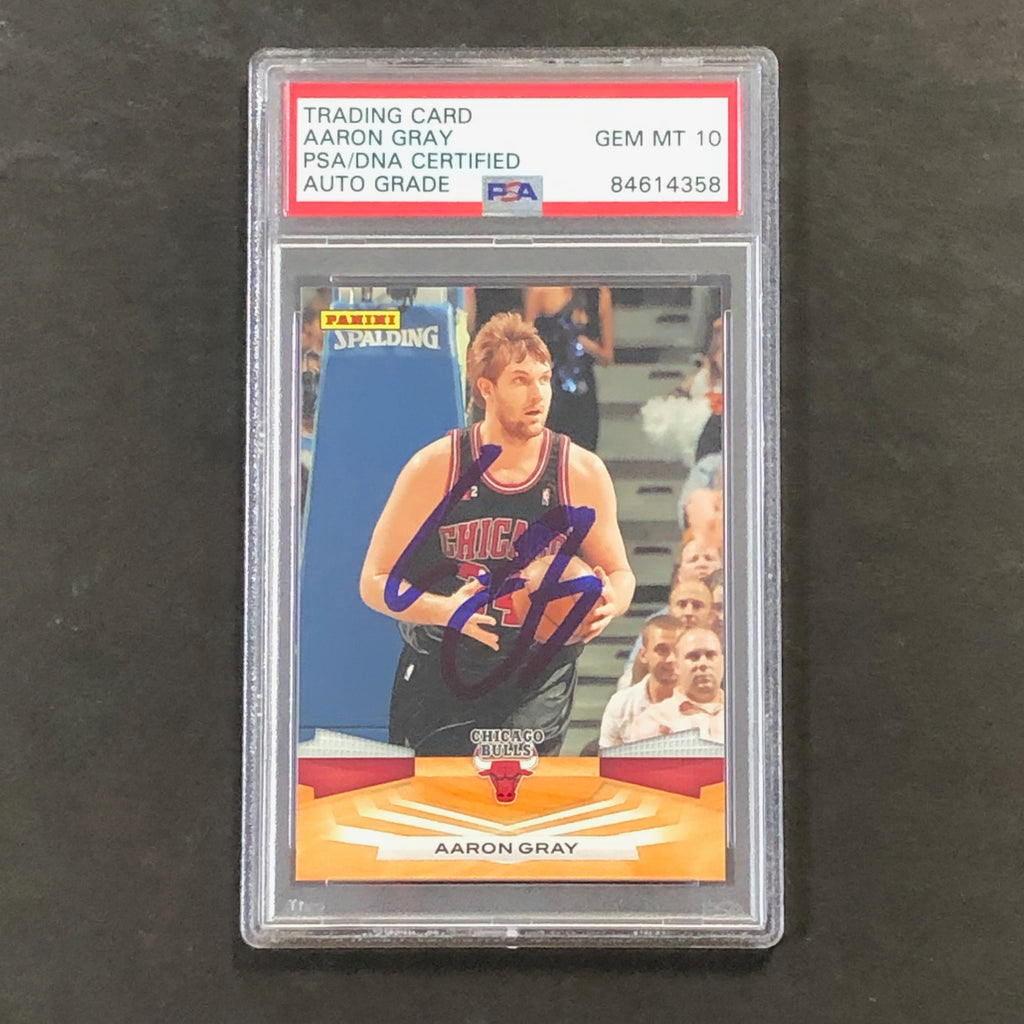 TRADING CARD
AARON GRAY
PSA/DNA CERTIFIED
AUTO GRADE
GEM MT 10
84614358
PSA
PANINI
SPALDING
CHICAGO
CHICAGO
BULLS
AARON GRAY